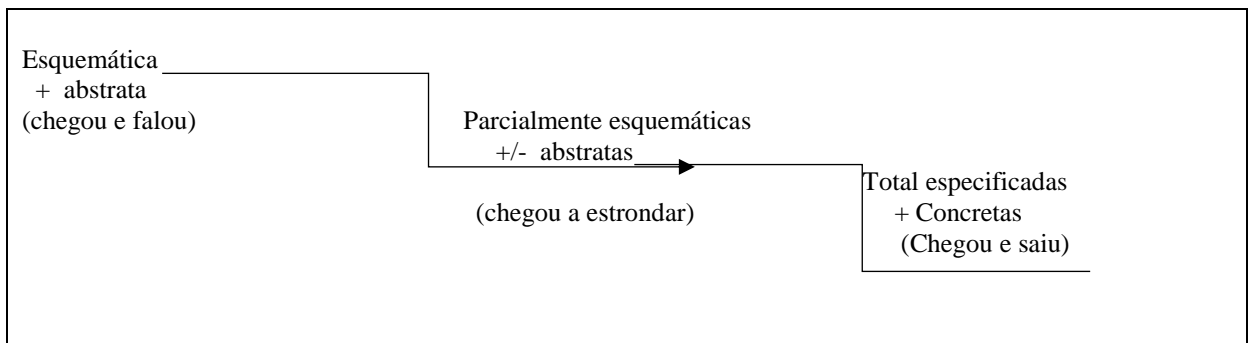 Esquemática
+ abstrata
(chegou e falou)
Parcialmente esquemáticas
+/- abstratas
(chegou a estrondar)
Total especificadas
+ Concretas
(Chegou e saiu)